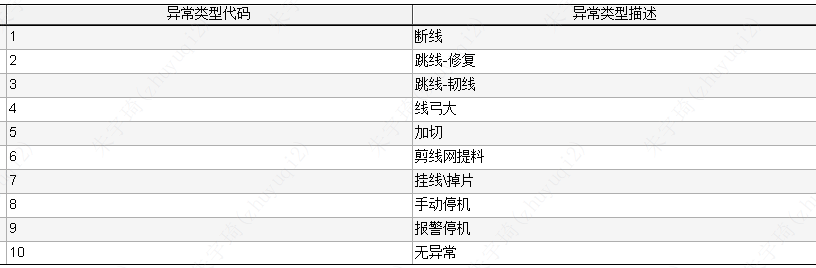 异常类型代码 异常类型描述
1 断线
2 跳线-修复
3 跳线-韧线
4 线弓大
5 加切
6 剪线网提料
7 挂线\掉片
8 手动停机
9 报警停机
10 无异常